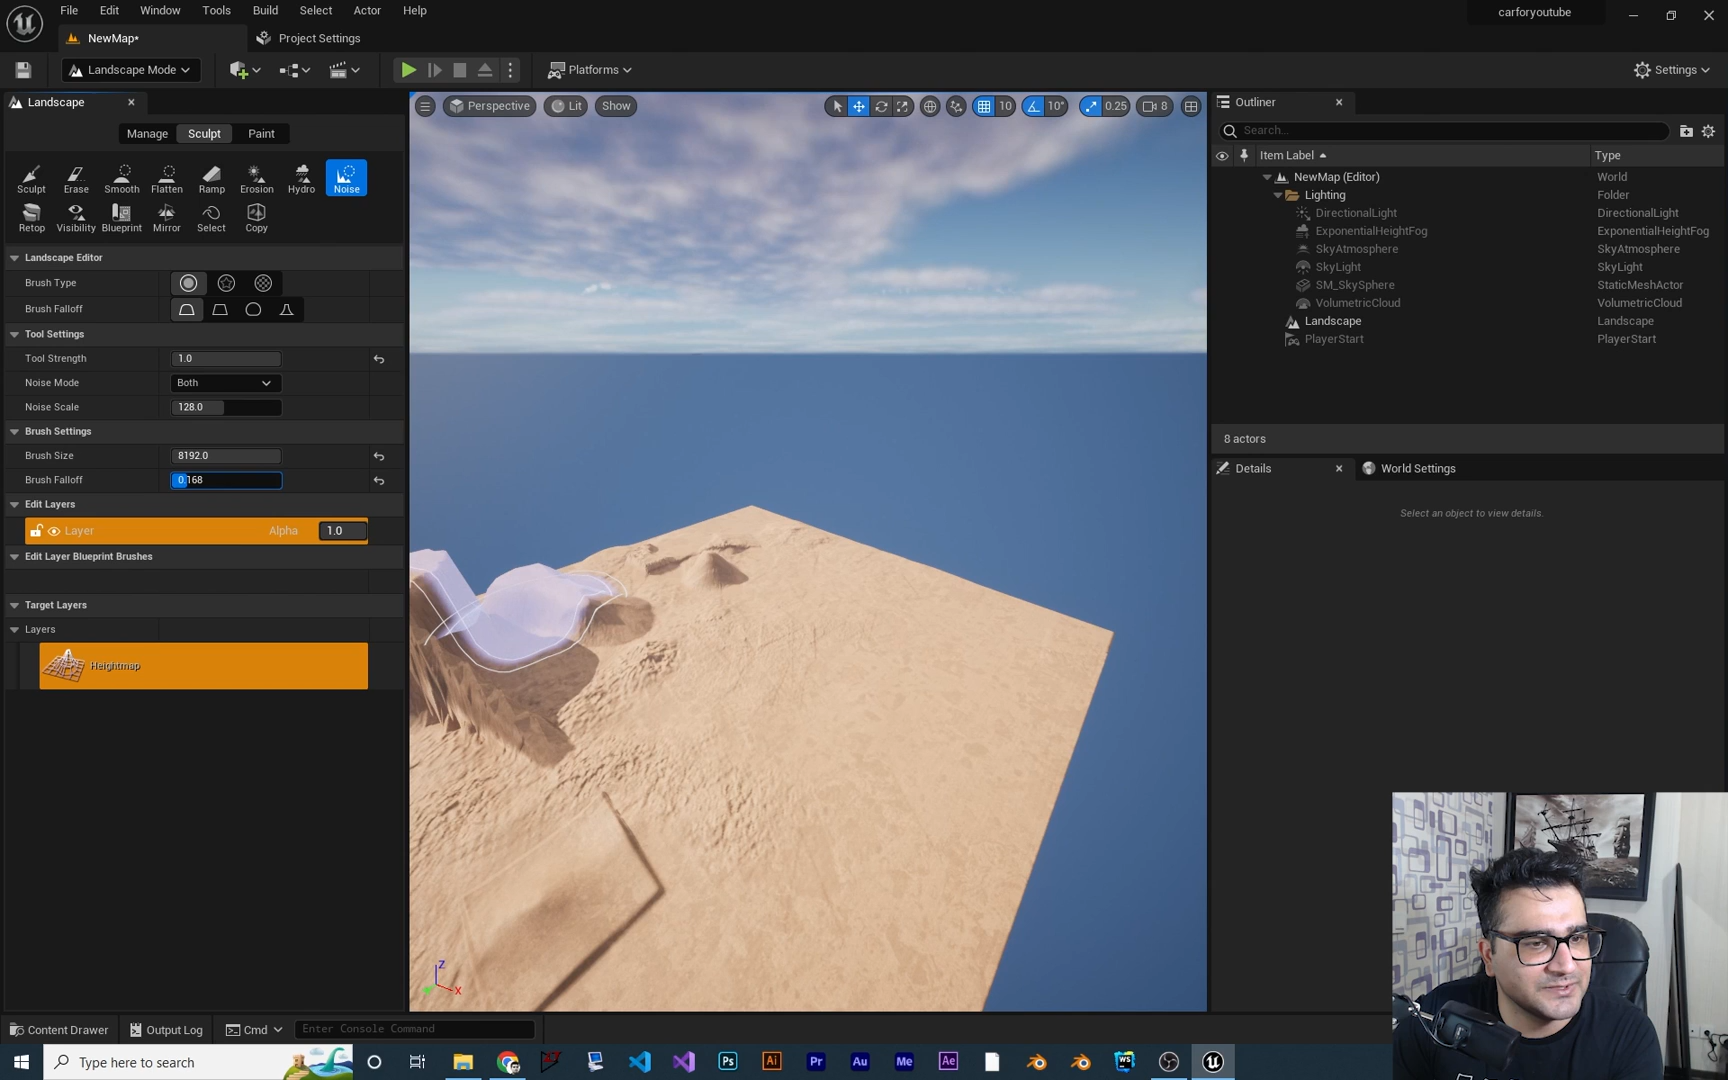 File Edit Window Tools Build Select Actor Help
carforyoutube
NewMap* Project Settings
Landscape Mode Platforms Settings
Landscape
Manage Sculpt Paint
Sculpt Erase Smooth Flatten Ramp Erosion Hydro Noise
Retop Visibility Blueprint Mirror Select Copy
Landscape Editor
Brush Type
Brush Falloff
Tool Settings
Tool Strength 1.0
Noise Mode Both
Noise Scale 128.0
Brush Settings
Brush Size 8192.0
Brush Falloff 0.168
Edit Layers
Layer Alpha 1.0
Edit Layer Blueprint Brushes
Target Layers
Layers
Heightmap
Perspective Lit Show 10 10° 0.25 8
Z
X
Outliner
Search...
Item Label Type
NewMap (Editor) World
Lighting Folder
DirectionalLight DirectionalLight
ExponentialHeightFog ExponentialHeightFog
SkyAtmosphere SkyAtmosphere
SkyLight SkyLight
SM_SkySphere StaticMeshActor
VolumetricCloud VolumetricCloud
Landscape Landscape
PlayerStart PlayerStart
8 actors
Details World Settings
Select an object to view details.
Content Drawer Output Log Cmd Enter Console Command
Type here to search
Ps Ai Pr Au Me Ae WS